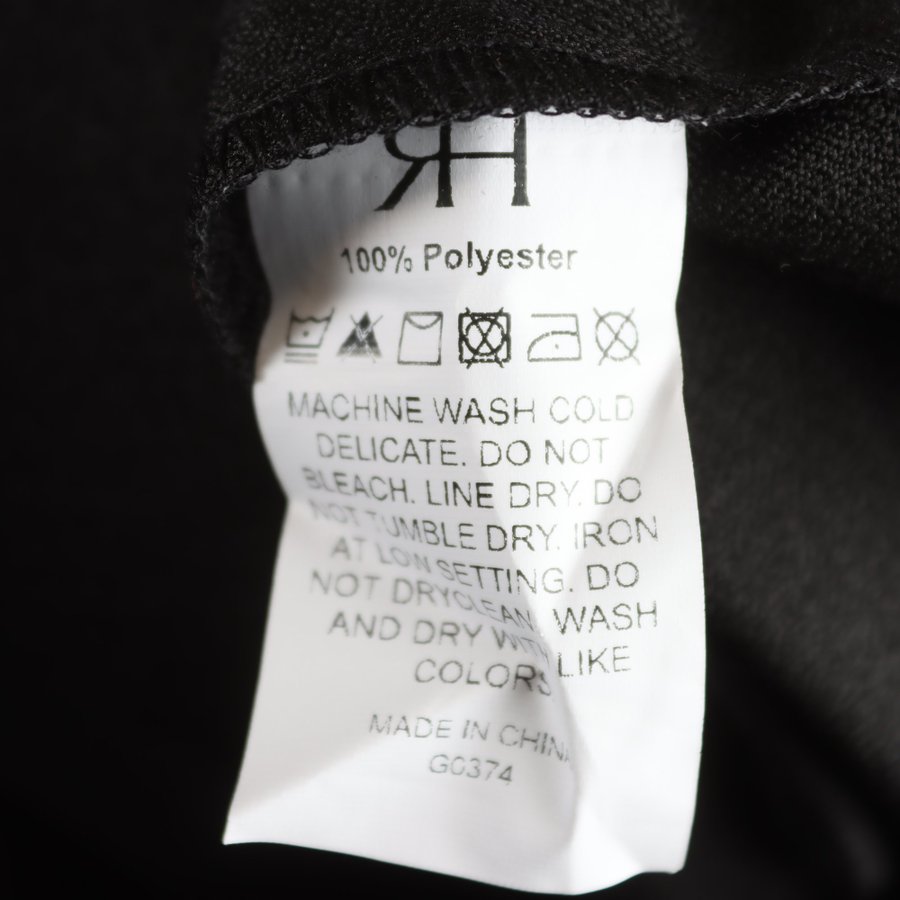 RH
100% Polyester
MACHINE WASH COLD
DELICATE. DO NOT
BLEACH. LINE DRY. DO
NOT TUMBLE DRY. IRON
AT LOW SETTING. DO
NOT DRYCLEAN. WASH
AND DRY WITH LIKE
COLORS
MADE IN CHINA
G0374